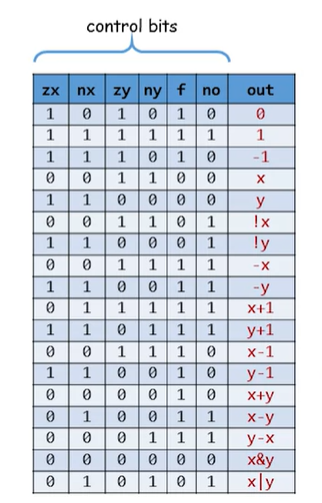 control bits
zx nx zy ny f no out
1 0 1 0 1 0 0
1 1 1 1 1 1 1
1 1 1 0 1 0 -1
0 0 1 1 0 0 x
1 1 0 0 0 0 y
0 0 1 1 0 1 !x
1 1 0 0 0 1 !y
0 0 1 1 1 1 -x
1 1 0 0 1 1 -y
0 1 1 1 1 1 x+1
1 1 0 1 1 1 y+1
0 0 1 1 1 0 x-1
1 1 0 0 1 0 y-1
0 0 0 0 1 0 x+y
0 1 0 0 1 1 x-y
0 0 0 1 1 1 y-x
0 0 0 0 0 0 x&y
0 1 0 1 0 1 x|y